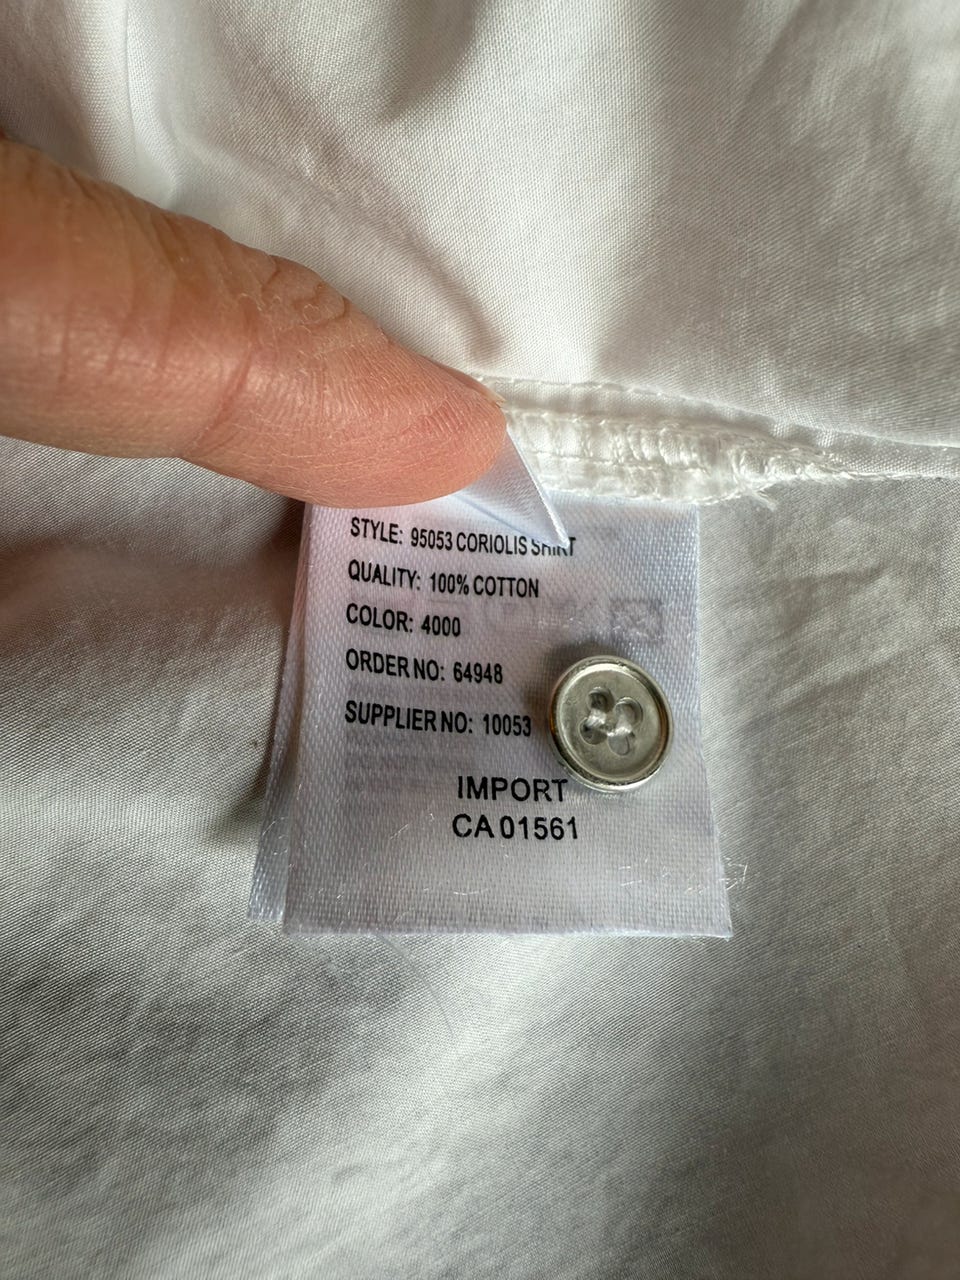 STYLE: 95053 CORIOLIS SHIRT
QUALITY: 100% COTTON
COLOR: 4000
ORDER NO: 64948
SUPPLIER NO: 10053
IMPORT
CA 01561